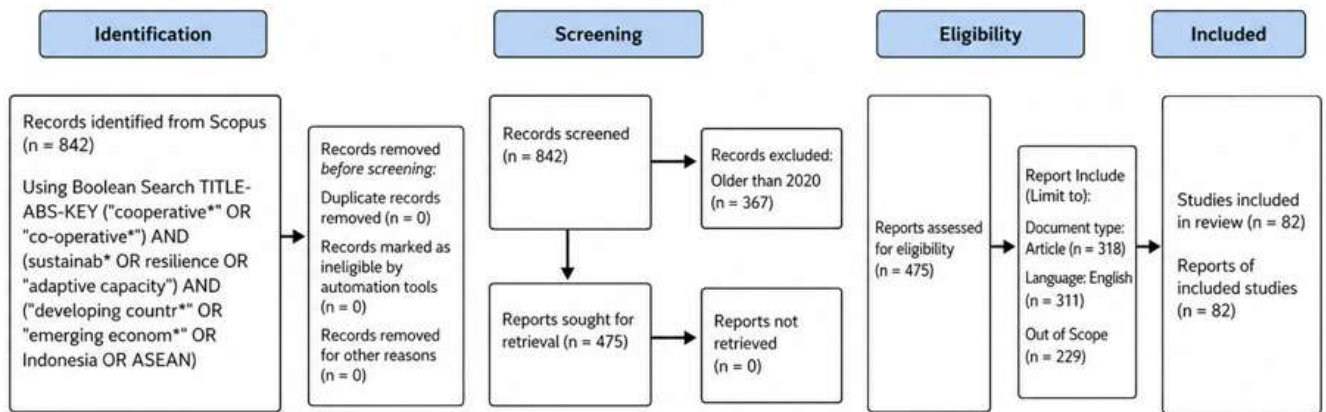 Identification
Records identified from Scopus
(n = 842)
Using Boolean Search TITLE-
ABS-KEY ("cooperative*" OR
"co-operative*") AND
(sustainab* OR resilience OR
"adaptive capacity") AND
("developing countr*" OR
"emerging econom*" OR
Indonesia OR ASEAN)
Records removed
before screening:
Duplicate records
removed (n = 0)
Records marked as
ineligible by
automation tools
(n = 0)
Records removed
for other reasons
(n = 0)
Screening
Records screened
(n = 842)
Records excluded:
Older than 2020
(n = 367)
Reports sought for
retrieval (n = 475)
Reports not
retrieved
(n = 0)
Eligibility
Reports assessed
for eligibility
(n = 475)
Report Include
(Limit to):
Document type:
Article (n = 318)
Language: English
(n = 311)
Out of Scope
(n = 229)
Included
Studies included
in review (n = 82)
Reports of
included studies
(n = 82)